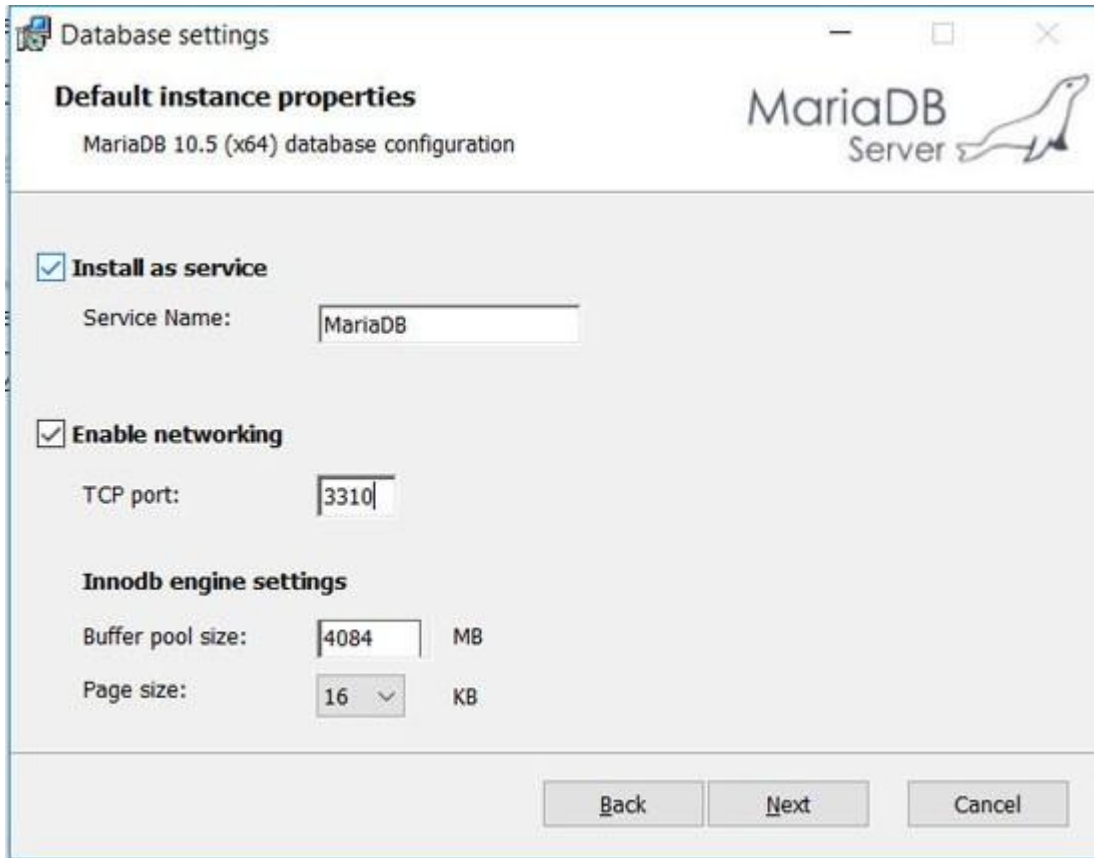 Database settings
Default instance properties
MariaDB 10.5 (x64) database configuration
MariaDB
Server
Install as service
Service Name: MariaDB
Enable networking
TCP port: 3310
Innodb engine settings
Buffer pool size: 4084 MB
Page size: 16 KB
Back Next Cancel